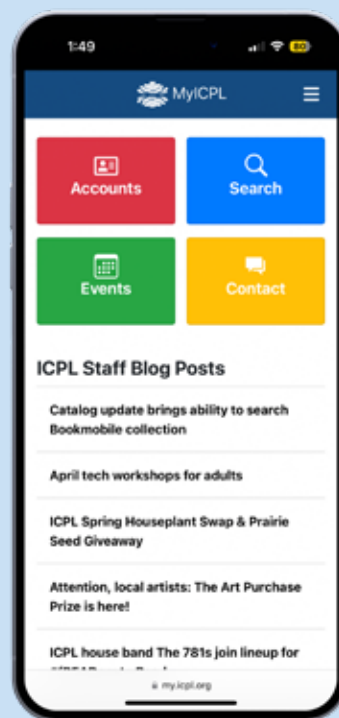 1:49
80
MyICPL
Accounts
Search
Events
Contact
ICPL Staff Blog Posts
Catalog update brings ability to search
Bookmobile collection
April tech workshops for adults
ICPL Spring Houseplant Swap & Prairie
Seed Giveaway
Attention, local artists: The Art Purchase
Prize is here!
ICPL house band The 781s join lineup for
my.icpl.org